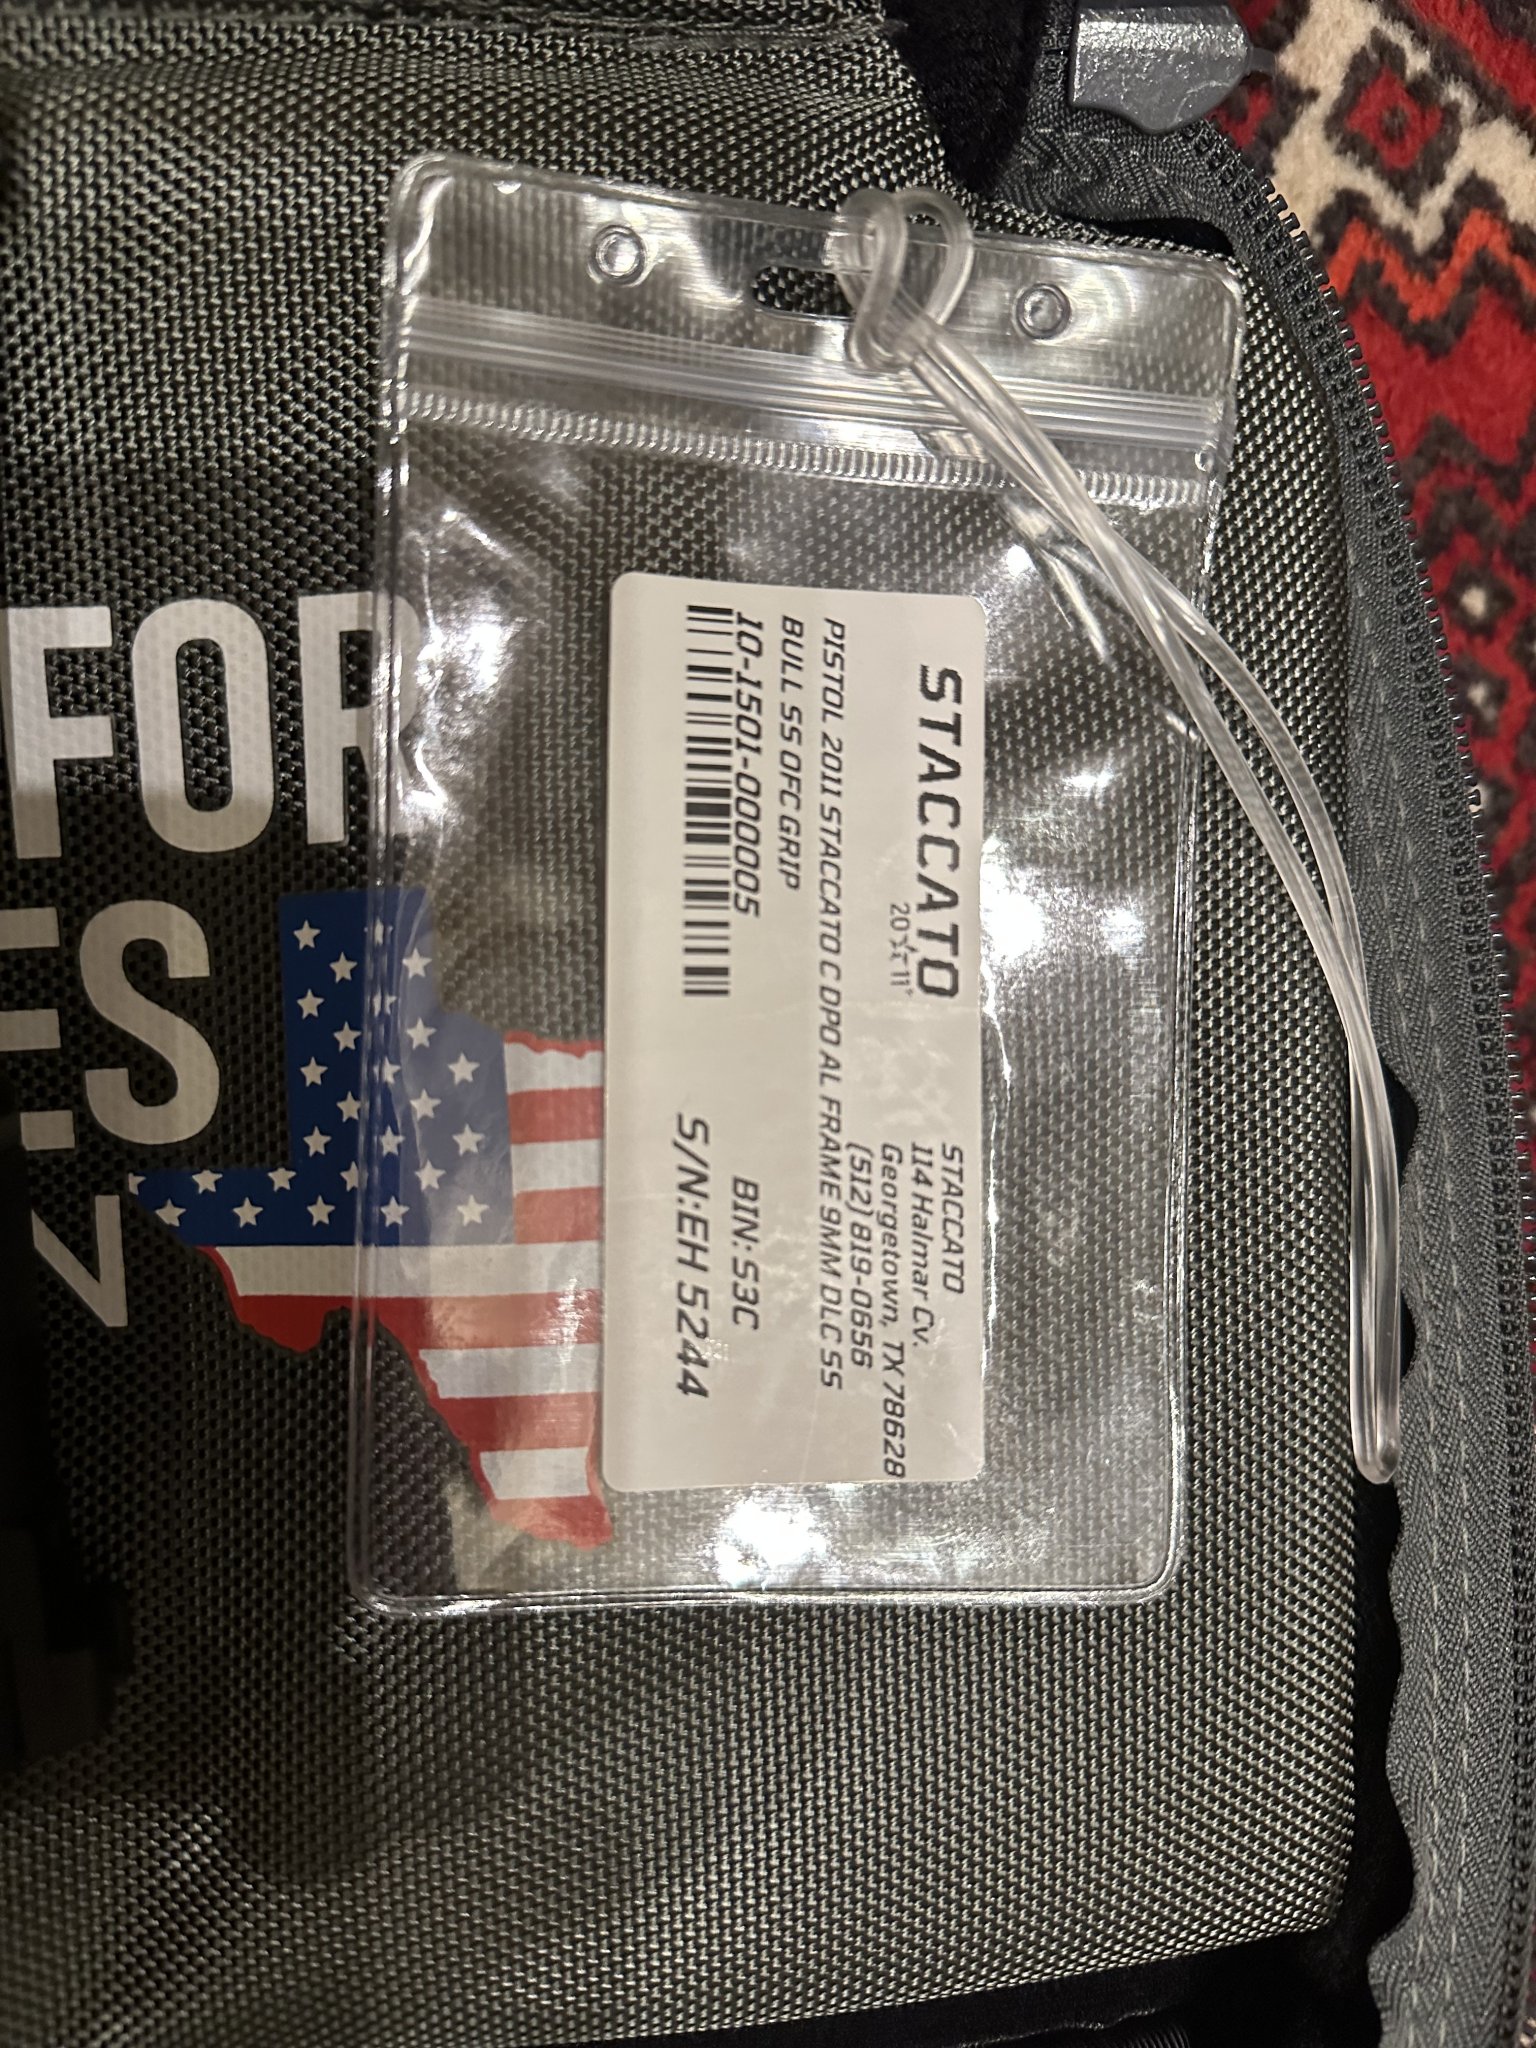 STACCATO
20 11
STACCATO
114 Halmar Cv.
Georgetown, TX 78628
(512) 819-0656
PISTOL 2011 STACCATO C DPO AL FRAME 9MM DLC SS
BULL SS OFC GRIP
10-1501-000005
BIN: S3C
S/N:EH 5244
FOR
ES